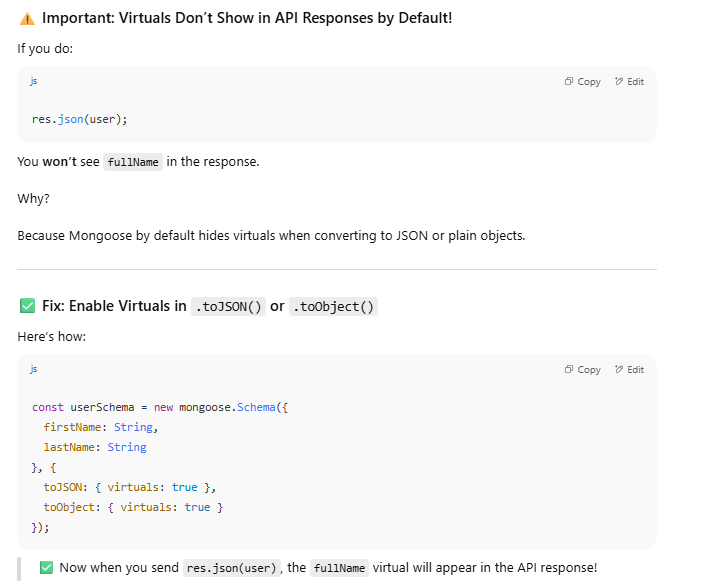 ⚠️ Important: Virtuals Don’t Show in API Responses by Default!
If you do:
js Copy Edit
res.json(user);
You won’t see fullName in the response.
Why?
Because Mongoose by default hides virtuals when converting to JSON or plain objects.
✅ Fix: Enable Virtuals in .toJSON() or .toObject()
Here’s how:
js Copy Edit
const userSchema = new mongoose.Schema({
  firstName: String,
  lastName: String
}, {
  toJSON: { virtuals: true },
  toObject: { virtuals: true }
});
✅ Now when you send res.json(user), the fullName virtual will appear in the API response!